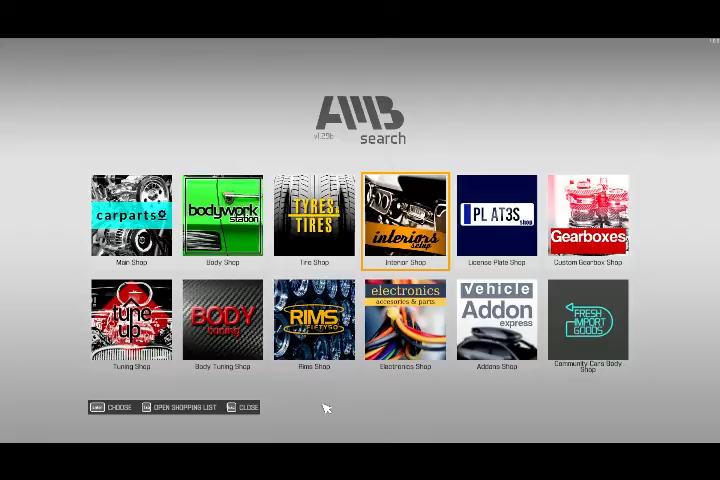 AMB
v1.29b
search
carparts
bodywork
station
TYRES &
TIRES
interiors
setup
PL AT3S shop
Gearboxes
Main Shop
Body Shop
Tire Shop
Interior Shop
License Plate Shop
Custom Gearbox Shop
tune
up
BODY
tuning
RIMS
FIFTY50
electronics
accesories & parts
vehicle
Addon
express
FRESH
IMPORT
GOODS
Tuning Shop
Body Tuning Shop
Rims Shop
Electronics Shop
Addons Shop
Community Cars Body
Shop
CHOOSE
OPEN SHOPPING LIST
CLOSE